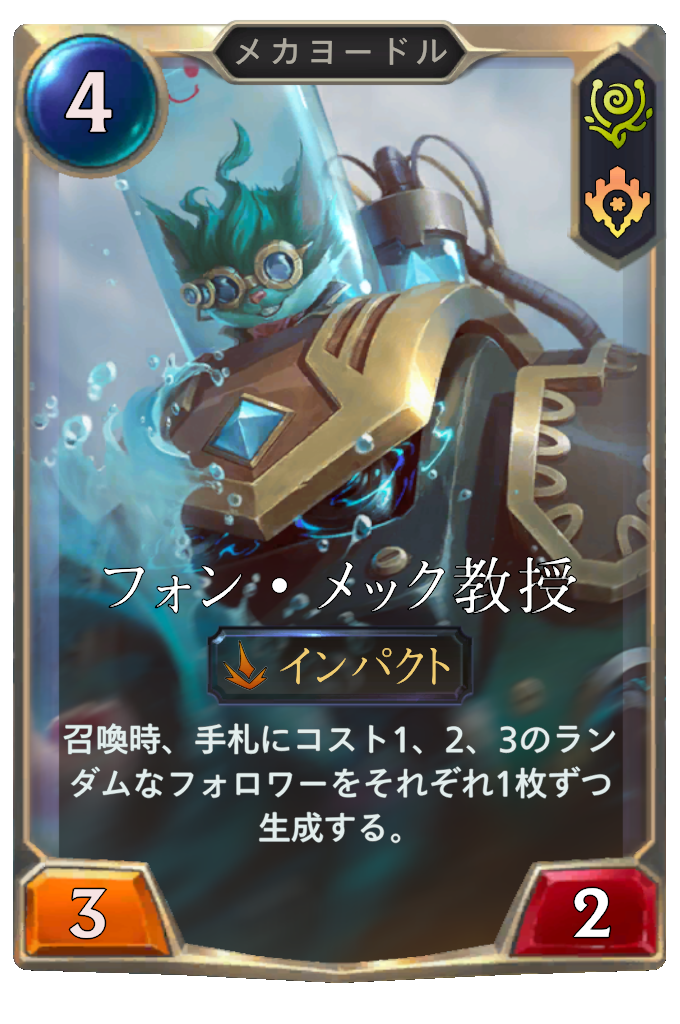 メカヨードル
4
フォン・メック教授
インパクト
召喚時、手札にコスト1、2、3のラン
ダムなフォロワーをそれぞれ1枚ずつ
生成する。
3
2